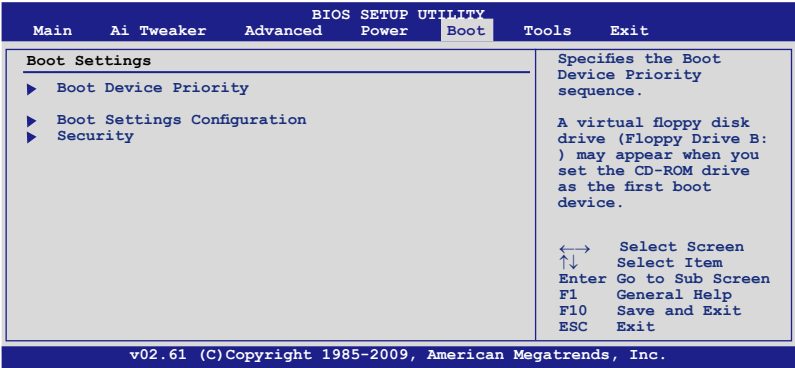 BIOS SETUP UTILITY
Main Ai Tweaker Advanced Power Boot Tools Exit
Boot Settings
Boot Device Priority
Boot Settings Configuration
Security
Specifies the Boot
Device Priority
sequence.
A virtual floppy disk
drive (Floppy Drive B:
) may appear when you
set the CD-ROM drive
as the first boot
device.
←→ Select Screen
↑↓ Select Item
Enter Go to Sub Screen
F1 General Help
F10 Save and Exit
ESC Exit
v02.61 (C)Copyright 1985-2009, American Megatrends, Inc.